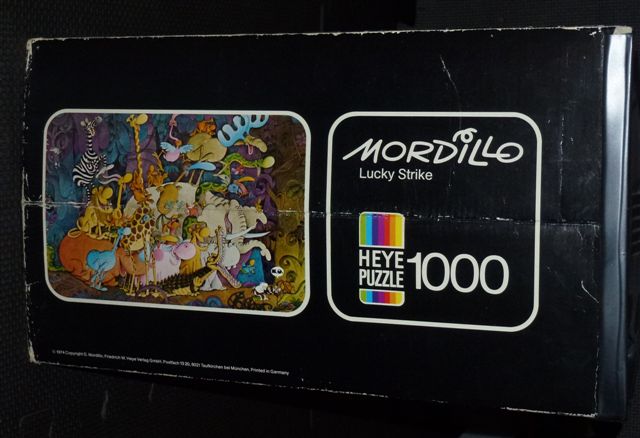 MORDILLO
Lucky Strike
HEYE
PUZZLE 1000
© 1974 Copyright G. Mordillo, Friedrich W. Heye Verlag GmbH, Postfach 19 20, 8021 Taufkirchen bei München, Printed in Germany